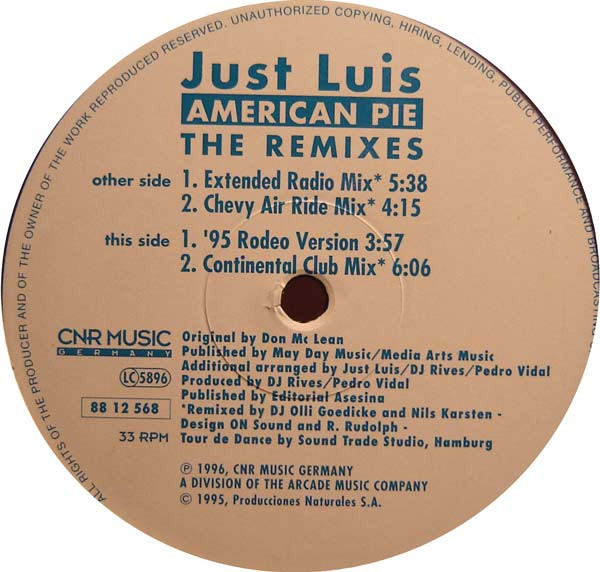 ALL RIGHTS OF THE PRODUCER AND OF THE OWNER OF THE WORK REPRODUCED RESERVED. UNAUTHORIZED COPYING, HIRING, LENDING, PUBLIC PERFORMANCE AND BROADCASTING
Just Luis
AMERICAN PIE
THE REMIXES
other side 1. Extended Radio Mix* 5:38
2. Chevy Air Ride Mix* 4:15
this side 1. '95 Rodeo Version 3:57
2. Continental Club Mix* 6:06
CNR MUSIC
GERMANY
LC 5896
88 12 568
33 RPM
Original by Don Mc Lean
Published by May Day Music/Media Arts Music
Additional arranged by Just Luis/DJ Rives/Pedro Vidal
Produced by DJ Rives/Pedro Vidal
Published by Editorial Asesina
*Remixed by DJ Olli Goedicke and Nils Karsten -
Design ON Sound and R. Rudolph -
Tour de Dance by Sound Trade Studio, Hamburg
℗ 1996, CNR MUSIC GERMANY
A DIVISION OF THE ARCADE MUSIC COMPANY
© 1995, Producciones Naturales S.A.